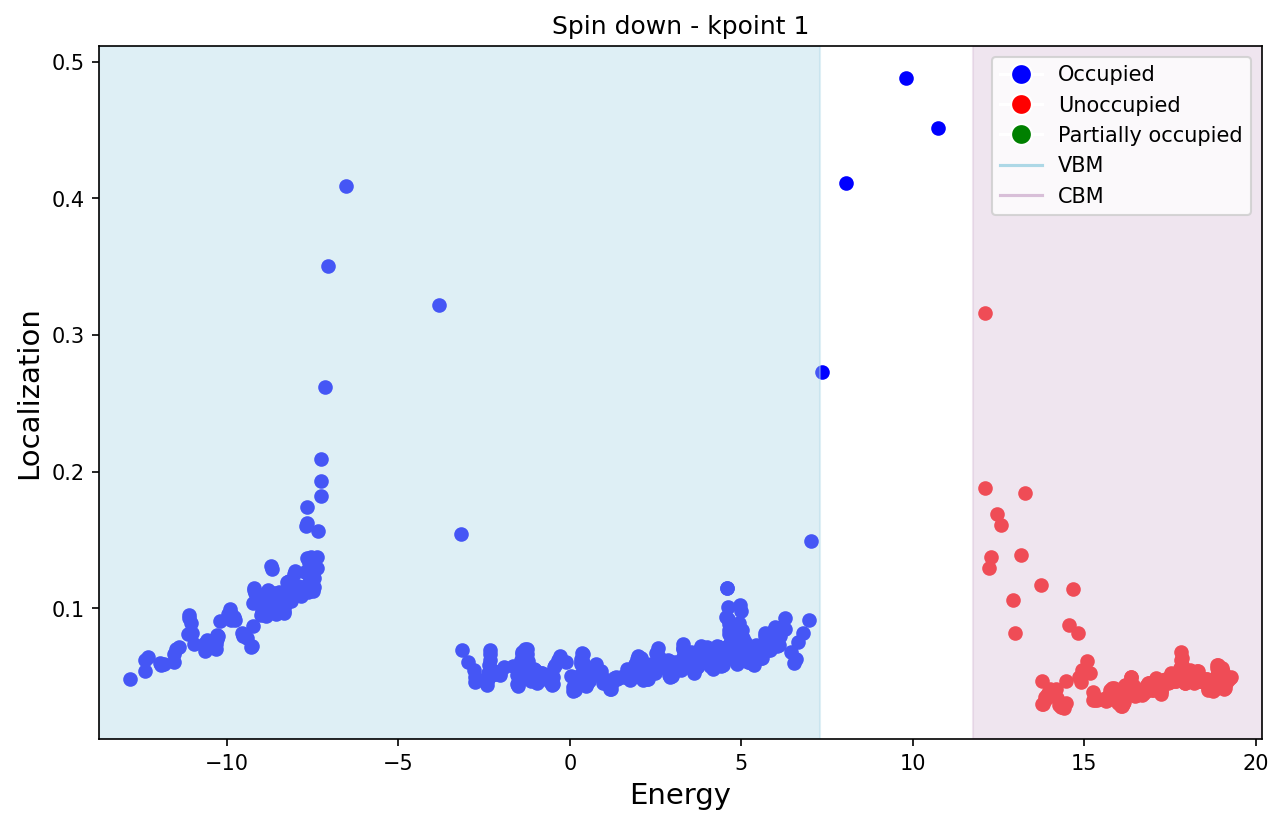 Spin down - kpoint 1
Localization
0.5
0.4
0.3
0.2
0.1
Occupied
Unoccupied
Partially occupied
VBM
CBM
−10
−5
0
5
10
15
20
Energy